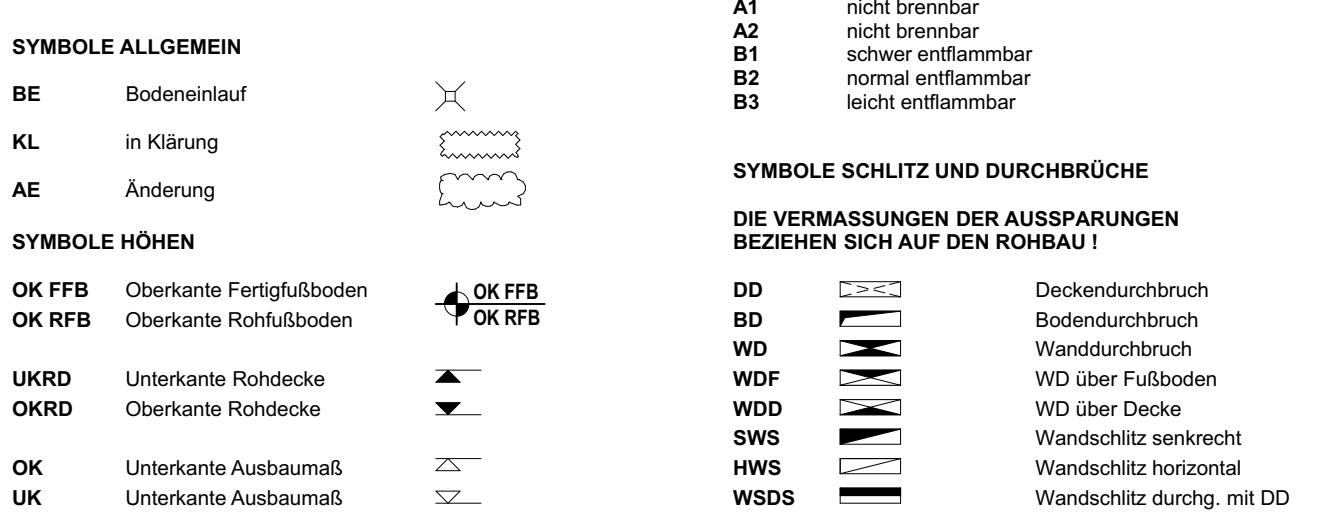 SYMBOLE ALLGEMEIN
BE Bodeneinlauf
KL in Klärung
AE Änderung
SYMBOLE HÖHEN
OK FFB Oberkante Fertigfußboden OK FFB
OK RFB Oberkante Rohfußboden OK RFB
UKRD Unterkante Rohdecke
OKRD Oberkante Rohdecke
OK Unterkante Ausbaumaß
UK Unterkante Ausbaumaß
A1 nicht brennbar
A2 nicht brennbar
B1 schwer entflammbar
B2 normal entflammbar
B3 leicht entflammbar
SYMBOLE SCHLITZ UND DURCHBRÜCHE
DIE VERMASSUNGEN DER AUSSPARUNGEN
BEZIEHEN SICH AUF DEN ROHBAU !
DD Deckendurchbruch
BD Bodendurchbruch
WD Wanddurchbruch
WDF WD über Fußboden
WDD WD über Decke
SWS Wandschlitz senkrecht
HWS Wandschlitz horizontal
WSDS Wandschlitz durchg. mit DD